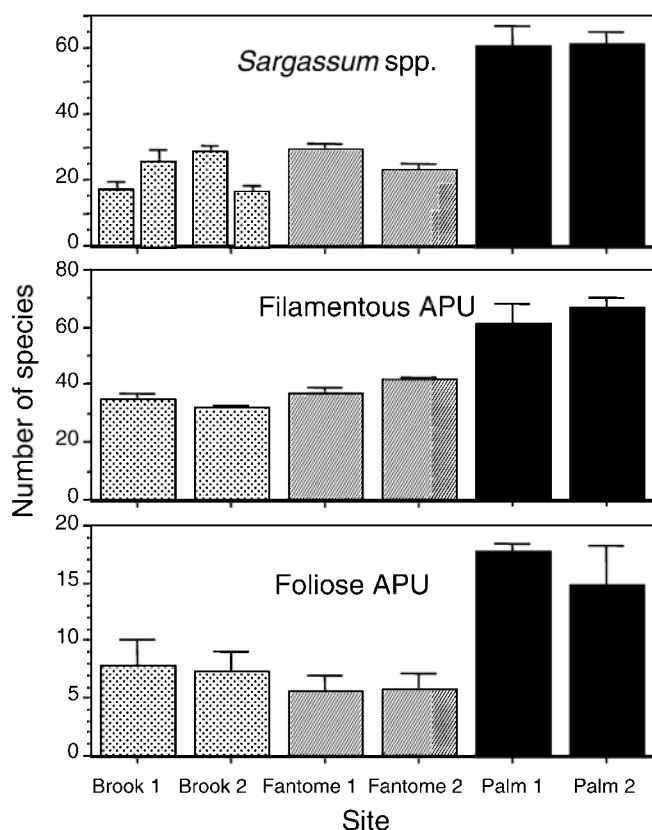 Number of species
60
40
20
0
Sargassum spp.
80
60
40
20
0
Filamentous APU
20
15
10
5
0
Foliose APU
Brook 1 Brook 2 Fantome 1 Fantome 2 Palm 1 Palm 2
Site